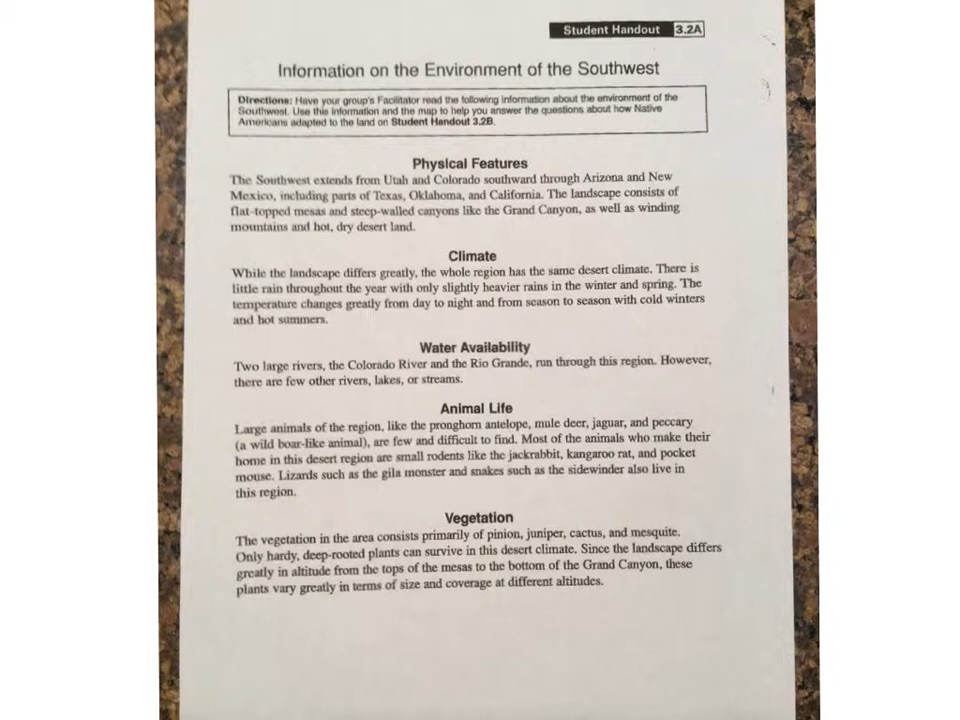 Student Handout 3.2A
Information on the Environment of the Southwest
Directions: Have your group's Facilitator read the following information about the environment of the
Southwest. Use this information and the map to help you answer the questions about how Native
Americans adapted to the land on Student Handout 3.2B.
Physical Features
The Southwest extends from Utah and Colorado southward through Arizona and New
Mexico, including parts of Texas, Oklahoma, and California. The landscape consists of
flat-topped mesas and steep-walled canyons like the Grand Canyon, as well as winding
mountains and hot, dry desert land.
Climate
While the landscape differs greatly, the whole region has the same desert climate. There is
little rain throughout the year with only slightly heavier rains in the winter and spring. The
temperature changes greatly from day to night and from season to season with cold winters
and hot summers.
Water Availability
Two large rivers, the Colorado River and the Rio Grande, run through this region. However,
there are few other rivers, lakes, or streams.
Animal Life
Large animals of the region, like the pronghorn antelope, mule deer, jaguar, and peccary
(a wild boar-like animal), are few and difficult to find. Most of the animals who make their
home in this desert region are small rodents like the jackrabbit, kangaroo rat, and pocket
mouse. Lizards such as the gila monster and snakes such as the sidewinder also live in
this region.
Vegetation
The vegetation in the area consists primarily of pinion, juniper, cactus, and mesquite.
Only hardy, deep-rooted plants can survive in this desert climate. Since the landscape differs
greatly in altitude from the tops of the mesas to the bottom of the Grand Canyon, these
plants vary greatly in terms of size and coverage at different altitudes.